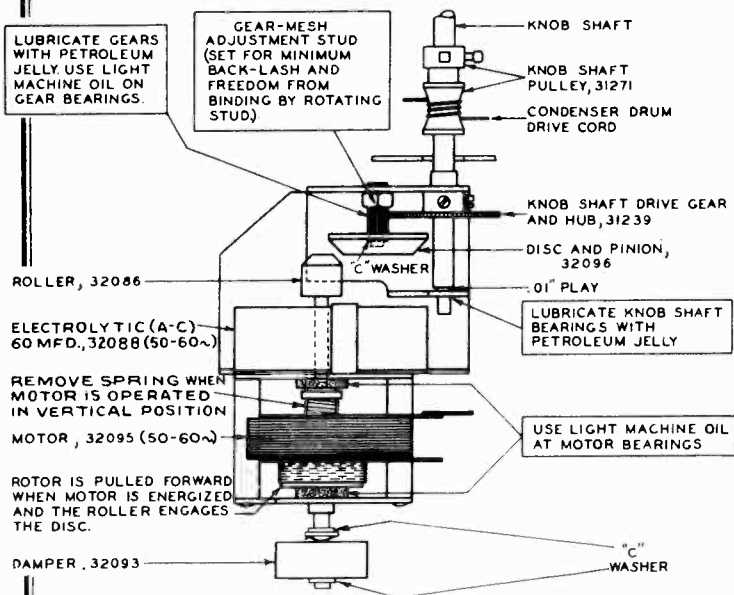 LUBRICATE GEARS
WITH PETROLEUM
JELLY. USE LIGHT
MACHINE OIL ON
GEAR BEARINGS.
GEAR-MESH
ADJUSTMENT STUD
(SET FOR MINIMUM
BACK-LASH AND
FREEDOM FROM
BINDING BY ROTATING
STUD.)
KNOB SHAFT
KNOB SHAFT
PULLEY, 31271
CONDENSER DRUM
DRIVE CORD
KNOB SHAFT DRIVE GEAR
AND HUB, 31239
DISC AND PINION,
32096
"C" WASHER
.01" PLAY
LUBRICATE KNOB SHAFT
BEARINGS WITH
PETROLEUM JELLY
ROLLER, 32086
ELECTROLYTIC (A-C)
60 MFD., 32088 (50-60~)
REMOVE SPRING WHEN
MOTOR IS OPERATED
IN VERTICAL POSITION
MOTOR, 32095 (50-60~)
USE LIGHT MACHINE OIL
AT MOTOR BEARINGS
ROTOR IS PULLED FORWARD
WHEN MOTOR IS ENERGIZED
AND THE ROLLER ENGAGES
THE DISC.
DAMPER, 32093
"C"
WASHER